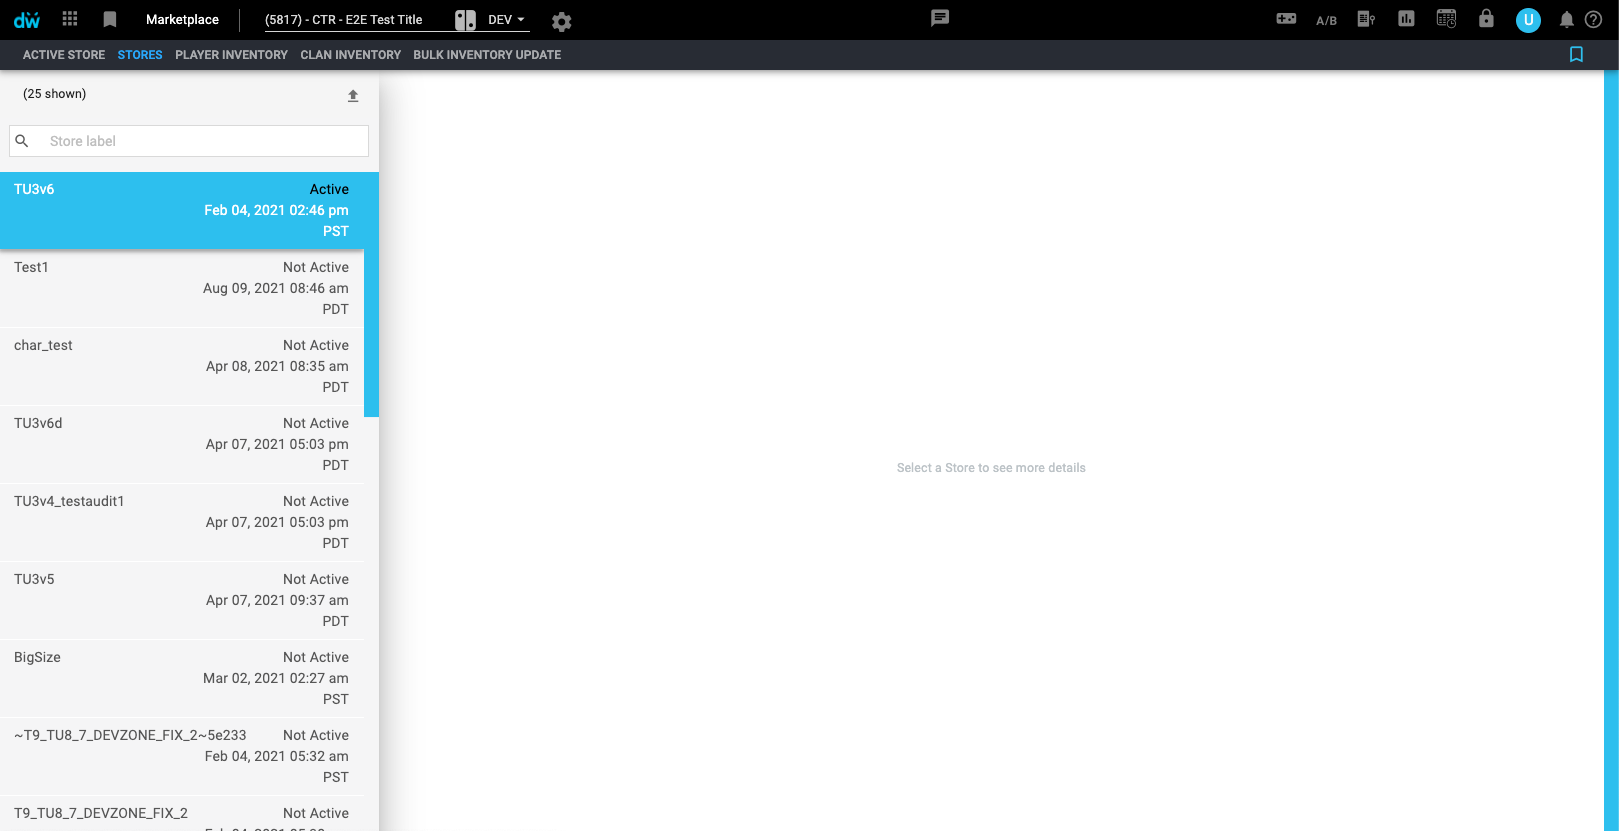 dw Marketplace (5817) - CTR - E2E Test Title DEV A/B U
ACTIVE STORE STORES PLAYER INVENTORY CLAN INVENTORY BULK INVENTORY UPDATE
(25 shown)
Store label
TU3v6 Active
Feb 04, 2021 02:46 pm
PST
Test1 Not Active
Aug 09, 2021 08:46 am
PDT
char_test Not Active
Apr 08, 2021 08:35 am
PDT
TU3v6d Not Active
Apr 07, 2021 05:03 pm
PDT
TU3v4_testaudit1 Not Active
Apr 07, 2021 05:03 pm
PDT
TU3v5 Not Active
Apr 07, 2021 09:37 am
PDT
BigSize Not Active
Mar 02, 2021 02:27 am
PST
~T9_TU8_7_DEVZONE_FIX_2~5e233 Not Active
Feb 04, 2021 05:32 am
PST
T9_TU8_7_DEVZONE_FIX_2 Not Active
Select a Store to see more details